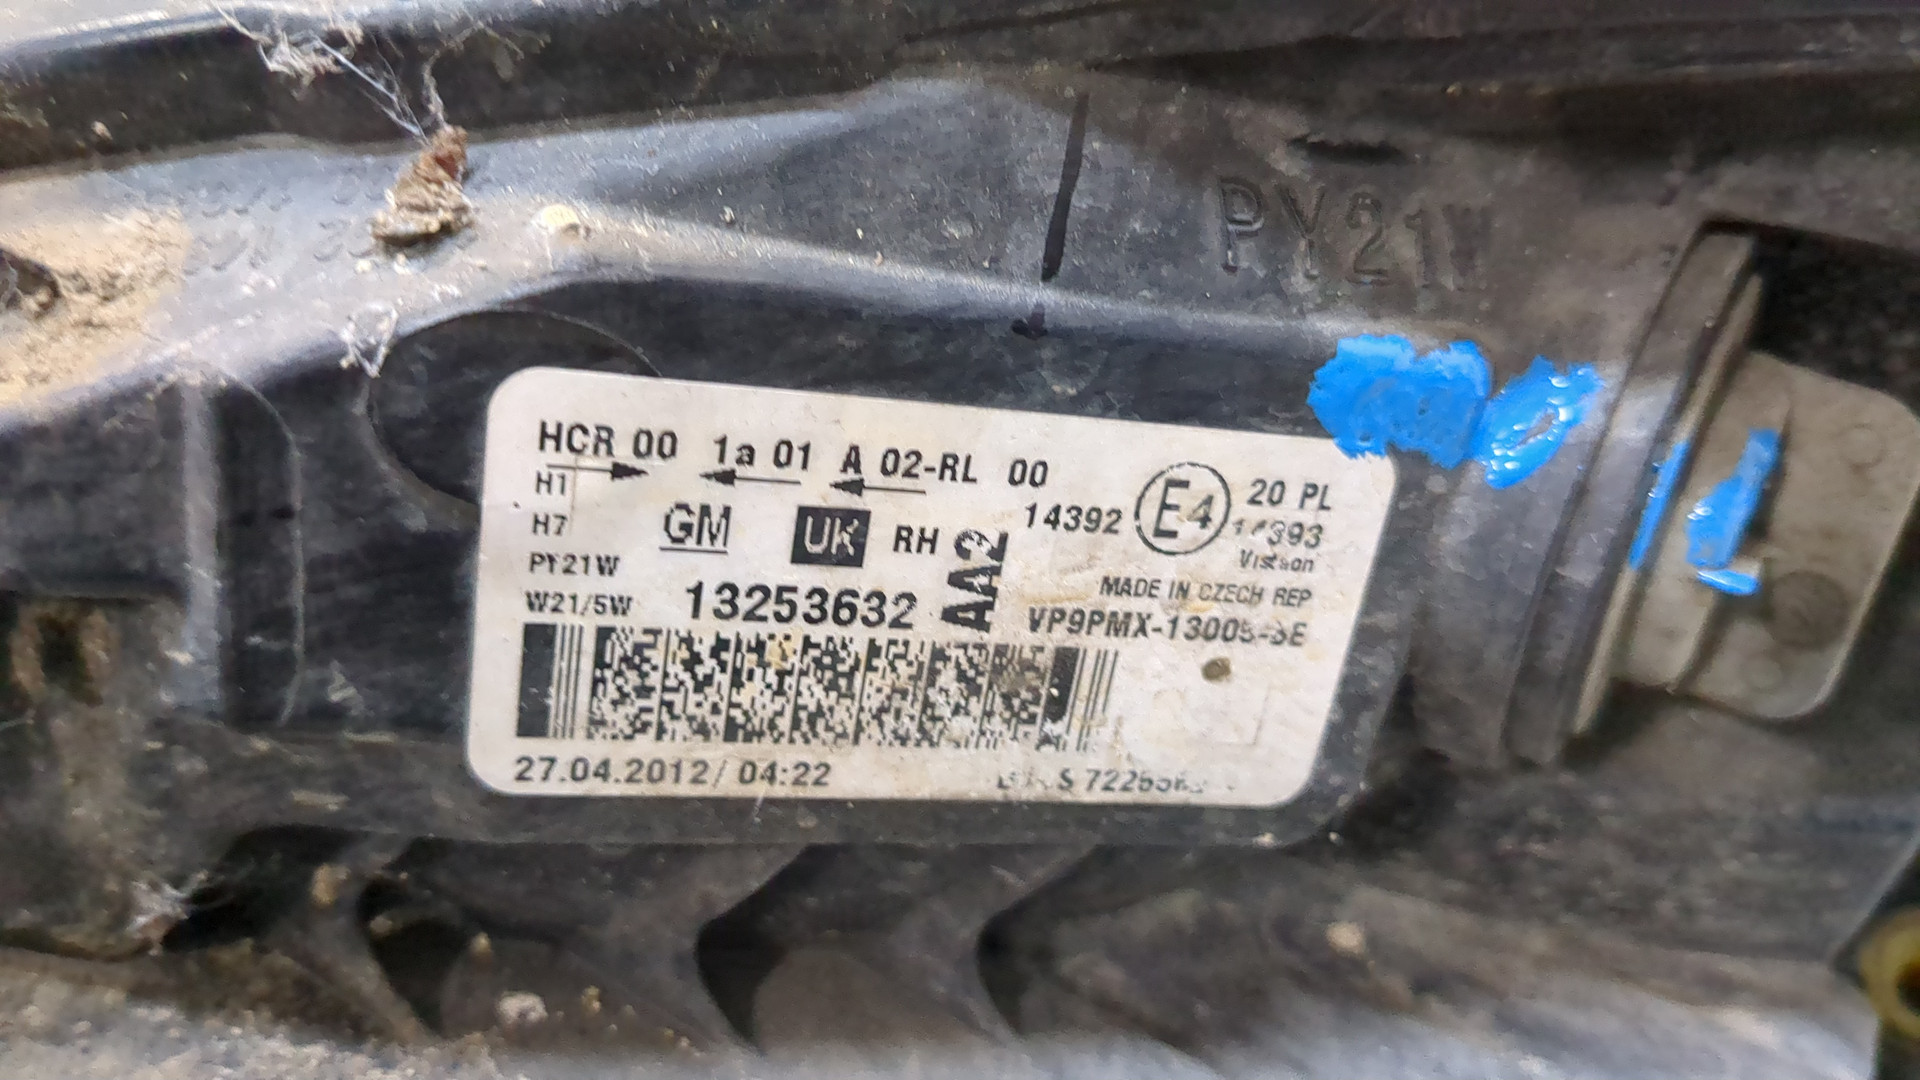 PY21W
HCR 00 1a 01 A 02-RL 00
H1
20 PL
H7 GM UK RH AA2 14392 E4 14393
Visteon
PY21W
MADE IN CZECH REP
W21/5W 13253632
27.04.2012/ 04:22